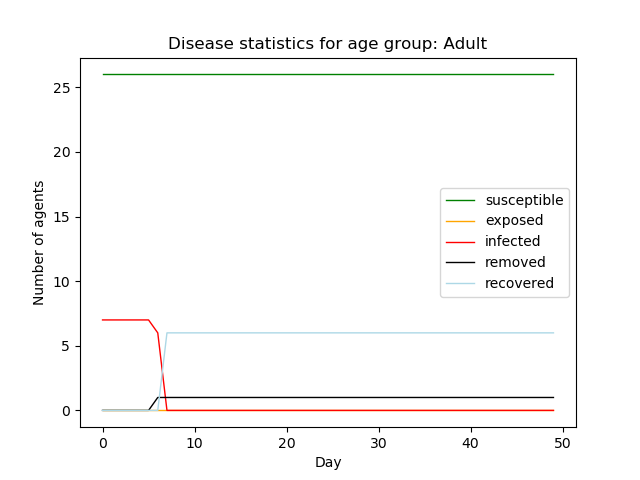 Disease statistics for age group: Adult
Number of agents
25
20
15
10
5
0
susceptible
exposed
infected
removed
recovered
0 10 20 30 40 50
Day